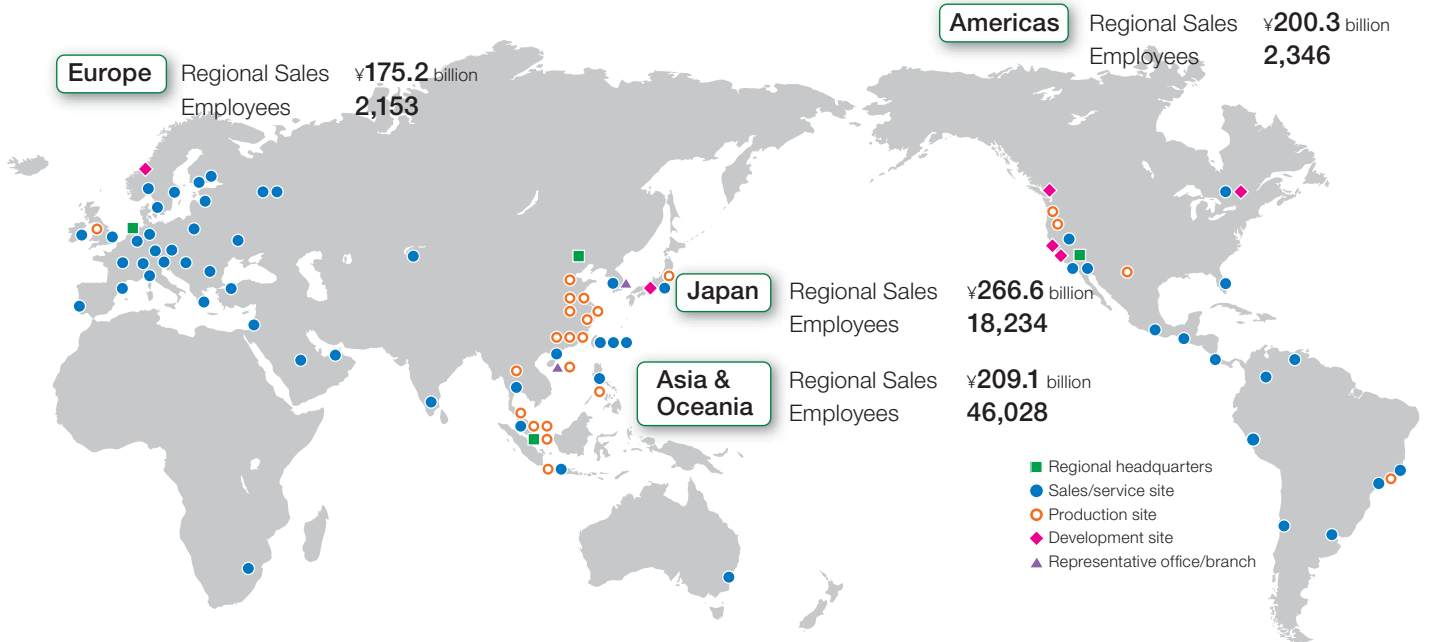 Americas
Regional Sales ¥200.3 billion
Employees 2,346
Europe
Regional Sales ¥175.2 billion
Employees 2,153
Japan
Regional Sales ¥266.6 billion
Employees 18,234
Asia &
Oceania
Regional Sales ¥209.1 billion
Employees 46,028
Regional headquarters
Sales/service site
Production site
Development site
Representative office/branch